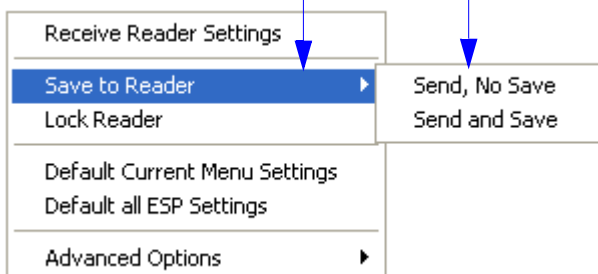 Receive Reader Settings
Save to Reader
Lock Reader
Default Current Menu Settings
Default all ESP Settings
Advanced Options
Send, No Save
Send and Save